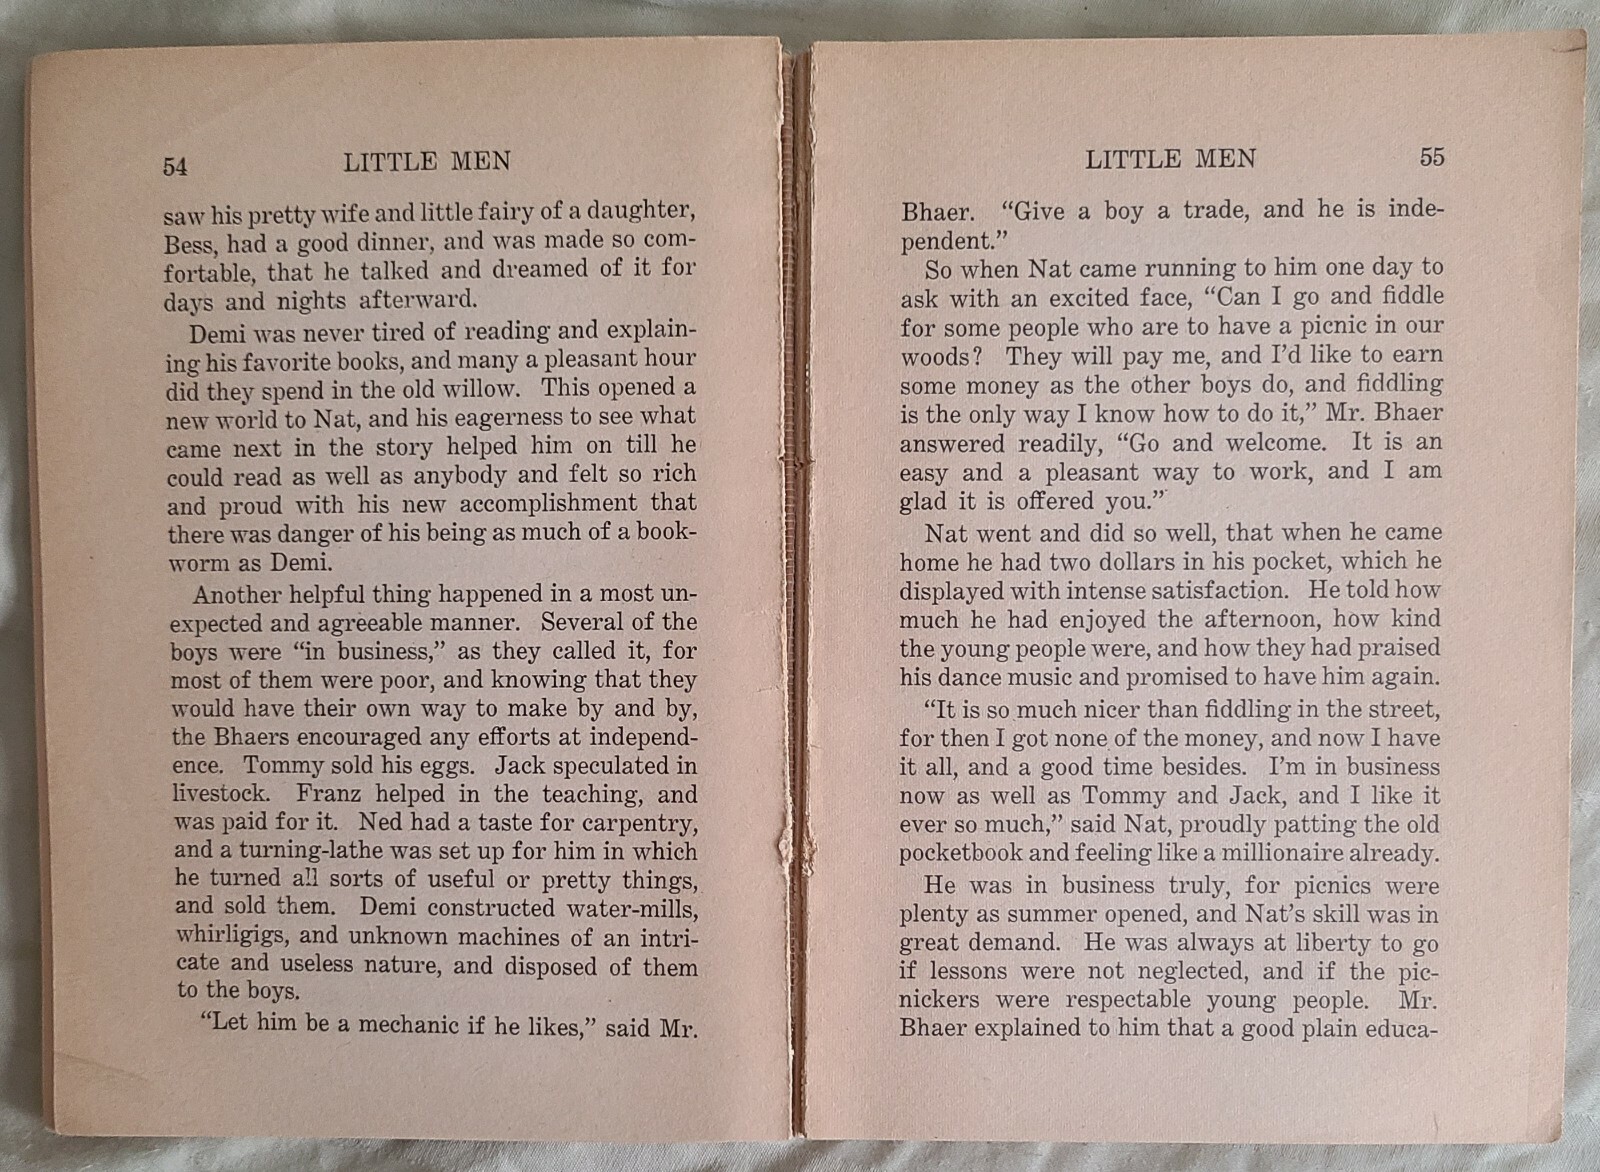 54 LITTLE MEN
saw his pretty wife and little fairy of a daughter,
Bess, had a good dinner, and was made so com-
fortable, that he talked and dreamed of it for
days and nights afterward.
Demi was never tired of reading and explain-
ing his favorite books, and many a pleasant hour
did they spend in the old willow. This opened a
new world to Nat, and his eagerness to see what
came next in the story helped him on till he
could read as well as anybody and felt so rich
and proud with his new accomplishment that
there was danger of his being as much of a book-
worm as Demi.
Another helpful thing happened in a most un-
expected and agreeable manner. Several of the
boys were “in business,” as they called it, for
most of them were poor, and knowing that they
would have their own way to make by and by,
the Bhaers encouraged any efforts at independ-
ence. Tommy sold his eggs. Jack speculated in
livestock. Franz helped in the teaching, and
was paid for it. Ned had a taste for carpentry,
and a turning-lathe was set up for him in which
he turned all sorts of useful or pretty things,
and sold them. Demi constructed water-mills,
whirligigs, and unknown machines of an intri-
cate and useless nature, and disposed of them
to the boys.
“Let him be a mechanic if he likes,” said Mr.
LITTLE MEN 55
Bhaer. “Give a boy a trade, and he is inde-
pendent.”
So when Nat came running to him one day to
ask with an excited face, “Can I go and fiddle
for some people who are to have a picnic in our
woods? They will pay me, and I’d like to earn
some money as the other boys do, and fiddling
is the only way I know how to do it,” Mr. Bhaer
answered readily, “Go and welcome. It is an
easy and a pleasant way to work, and I am
glad it is offered you.”
Nat went and did so well, that when he came
home he had two dollars in his pocket, which he
displayed with intense satisfaction. He told how
much he had enjoyed the afternoon, how kind
the young people were, and how they had praised
his dance music and promised to have him again.
“It is so much nicer than fiddling in the street,
for then I got none of the money, and now I have
it all, and a good time besides. I’m in business
now as well as Tommy and Jack, and I like it
ever so much,” said Nat, proudly patting the old
pocketbook and feeling like a millionaire already.
He was in business truly, for picnics were
plenty as summer opened, and Nat’s skill was in
great demand. He was always at liberty to go
if lessons were not neglected, and if the pic-
nickers were respectable young people. Mr.
Bhaer explained to him that a good plain educa-